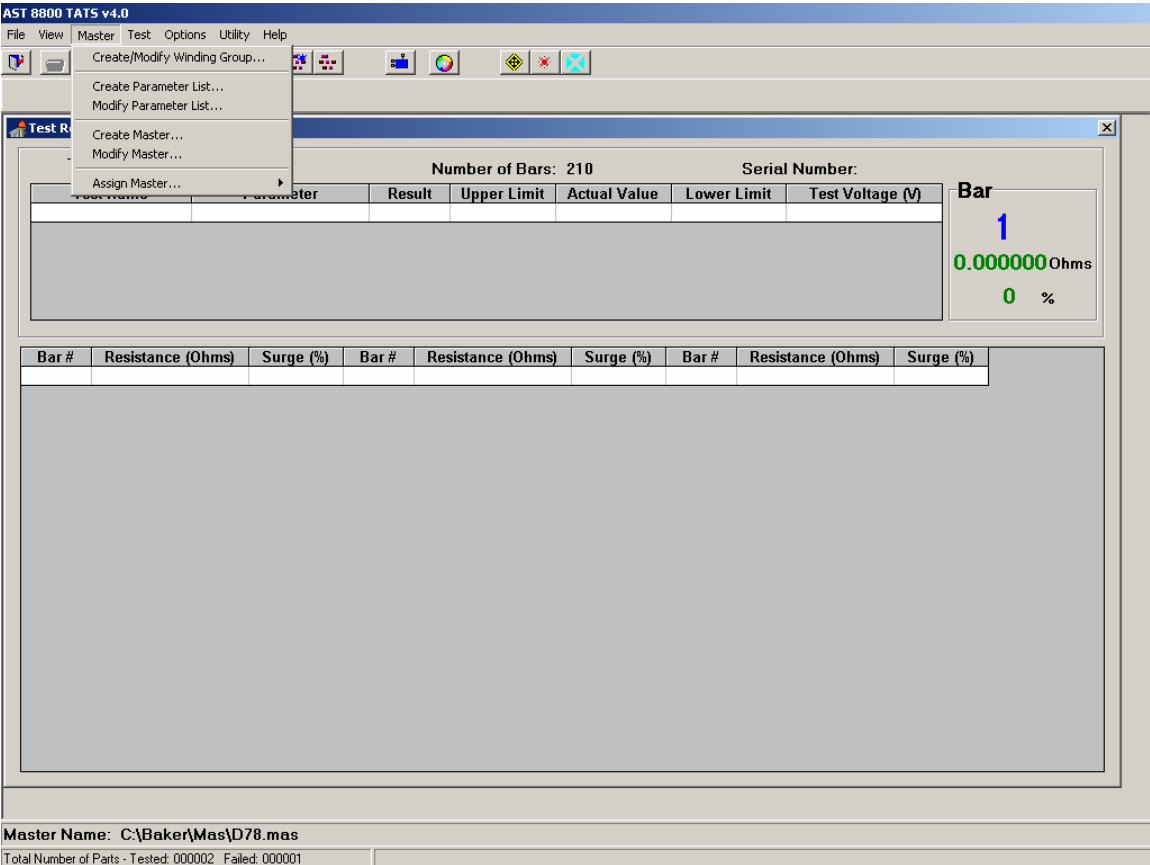 AST 8800 TATS v4.0
File View Master Test Options Utility Help
Create/Modify Winding Group...
Create Parameter List...
Modify Parameter List...
Create Master...
Modify Master...
Assign Master...
Test
Number of Bars: 210 Serial Number:
Result Upper Limit Actual Value Lower Limit Test Voltage (V)
Bar
1
0.000000 Ohms
0 %
Bar # Resistance (Ohms) Surge (%) Bar # Resistance (Ohms) Surge (%) Bar # Resistance (Ohms) Surge (%)
Master Name: C:\Baker\Mas\D78.mas
Total Number of Parts - Tested: 000002 Failed: 000001